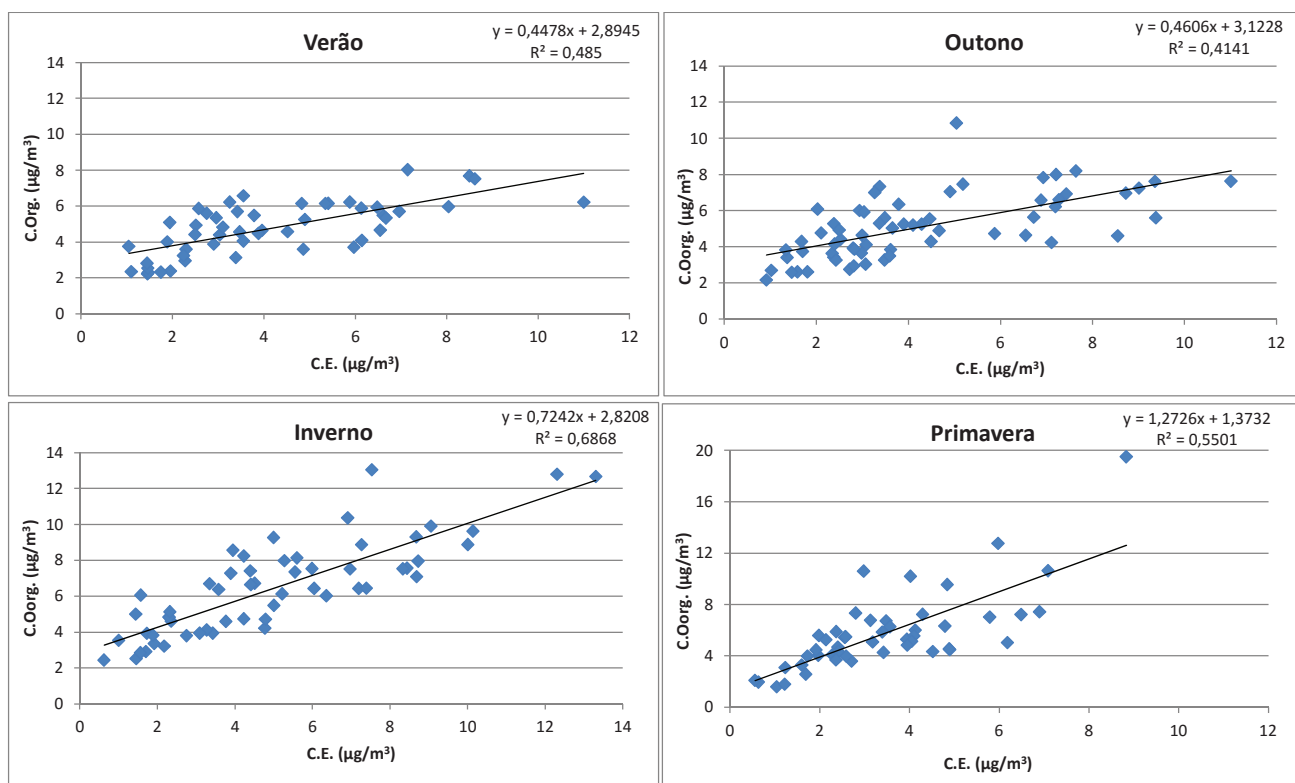 Verão
y = 0,4478x + 2,8945
R² = 0,485
C.Org. (µg/m³)
14
12
10
8
6
4
2
0
0 2 4 6 8 10 12
C.E. (µg/m³)
Outono
y = 0,4606x + 3,1228
R² = 0,4141
C.Oorg. (µg/m³)
14
12
10
8
6
4
2
0
0 2 4 6 8 10 12
C.E. (µg/m³)
Inverno
y = 0,7242x + 2,8208
R² = 0,6868
C.Oorg. (µg/m³)
14
12
10
8
6
4
2
0
0 2 4 6 8 10 12 14
C.E. (µg/m³)
Primavera
y = 1,2726x + 1,3732
R² = 0,5501
C.Oorg. (µg/m³)
20
16
12
8
4
0
0 2 4 6 8 10 12
C.E. (µg/m³)